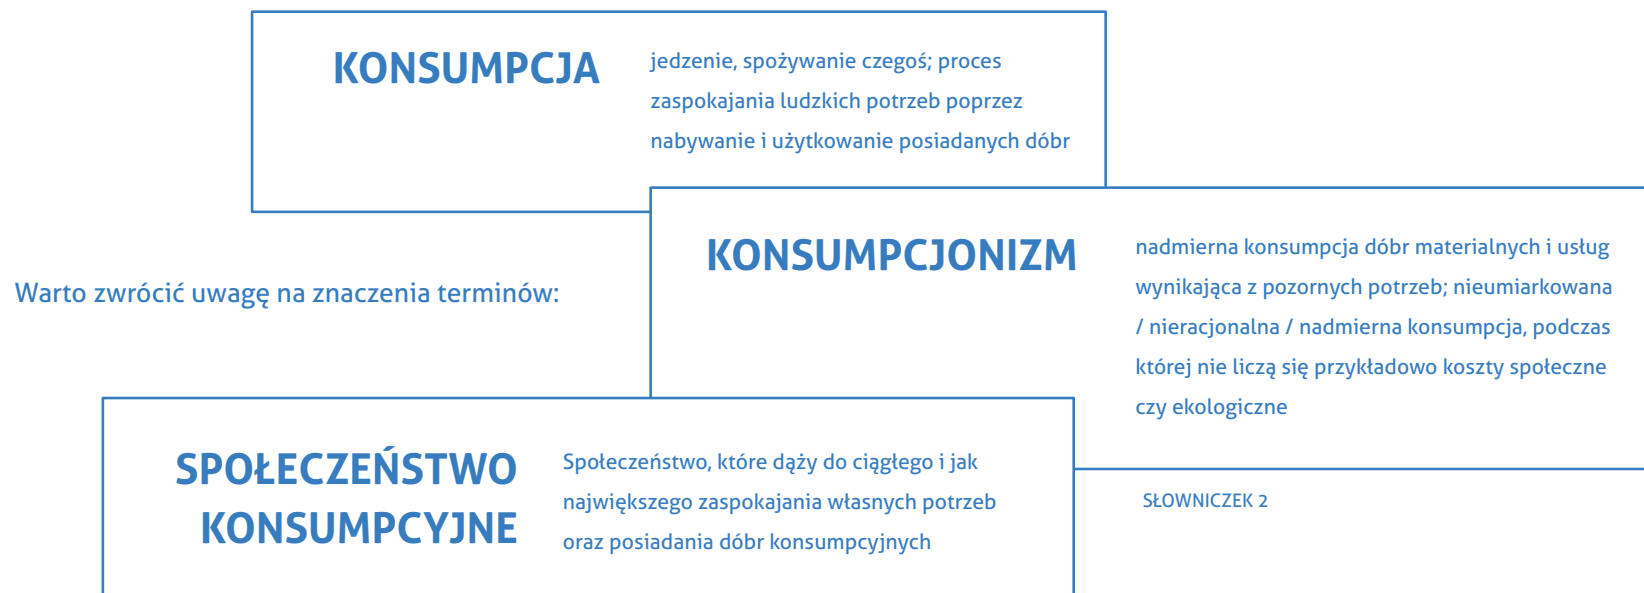 KONSUMPCJA
jedzenie, spożywanie czegoś; proces
zaspokajania ludzkich potrzeb poprzez
nabywanie i użytkowanie posiadanych dóbr
Warto zwrócić uwagę na znaczenia terminów:
KONSUMPCJONIZM
nadmierna konsumpcja dóbr materialnych i usług
wynikająca z pozornych potrzeb; nieumiarkowana
/ nieracjonalna / nadmierna konsumpcja, podczas
której nie liczą się przykładowo koszty społeczne
czy ekologiczne
SPOŁECZEŃSTWO
KONSUMPCYJNE
Społeczeństwo, które dąży do ciągłego i jak
największego zaspokajania własnych potrzeb
oraz posiadania dóbr konsumpcyjnych
SŁOWNICZEK 2